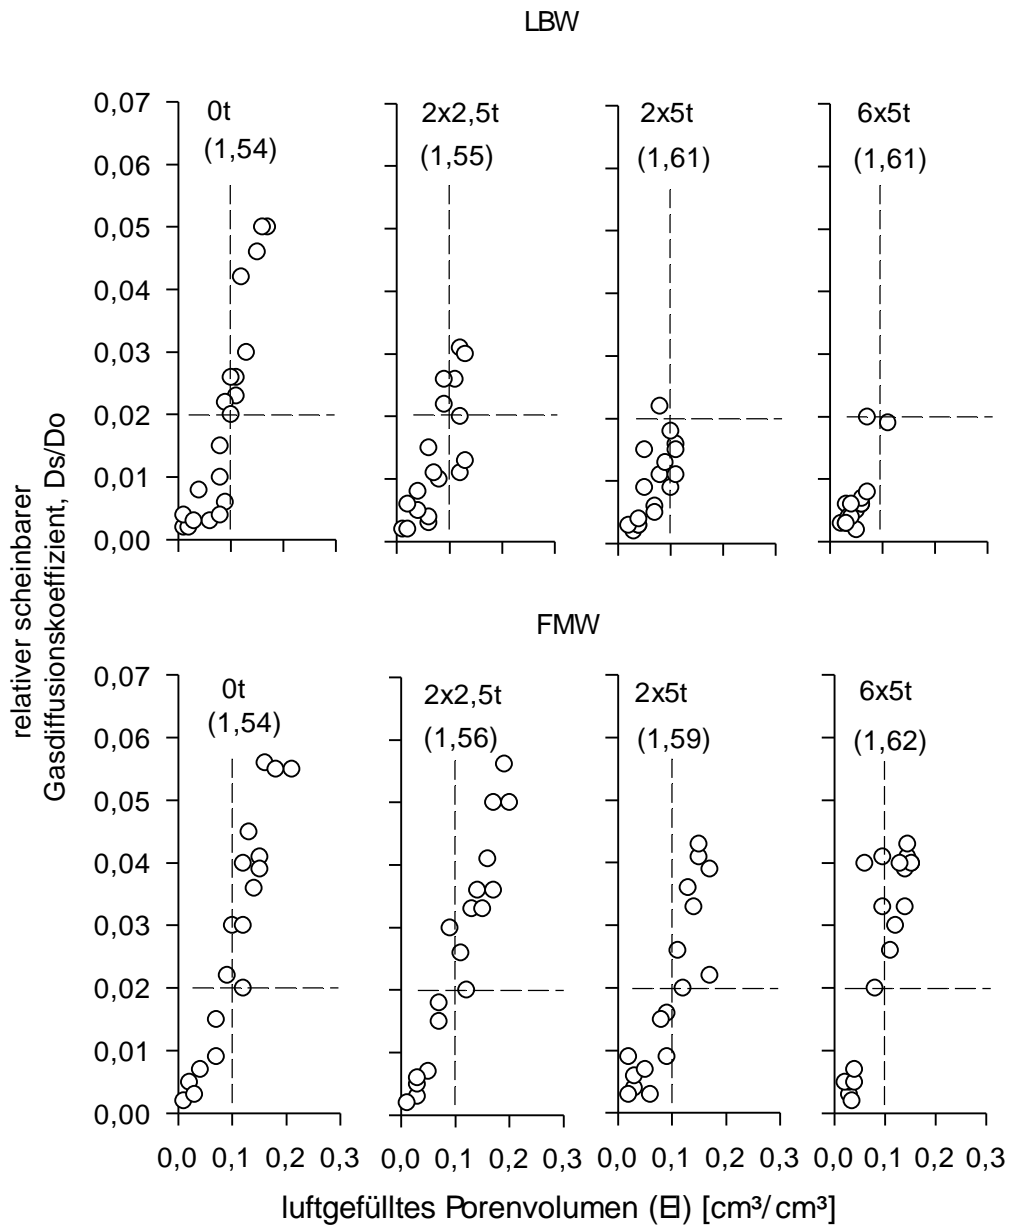 LBW
0,07
0,06
0,05
0,04
0,03
0,02
0,01
0,00
0t
(1,54)
2x2,5t
(1,55)
2x5t
(1,61)
6x5t
(1,61)
relativer scheinbarer
Gasdiffusionskoeffizient, Ds/Do
FMW
0,07
0,06
0,05
0,04
0,03
0,02
0,01
0,00
0t
(1,54)
2x2,5t
(1,56)
2x5t
(1,59)
6x5t
(1,62)
0,0 0,1 0,2 0,3 0,0 0,1 0,2 0,3 0,0 0,1 0,2 0,3 0,0 0,1 0,2 0,3
luftgefülltes Porenvolumen (El) [cm³/cm³]